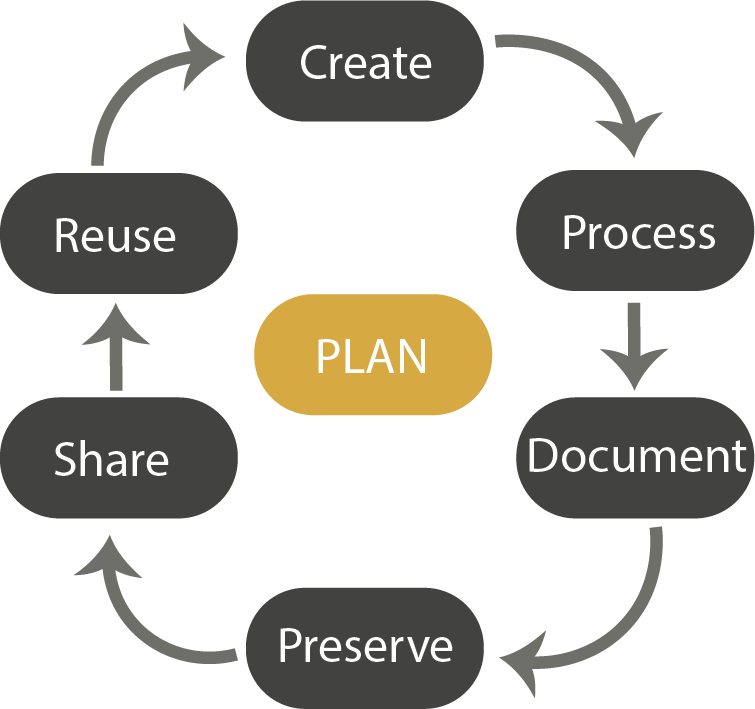 Create
Process
Document
Preserve
Share
Reuse
PLAN